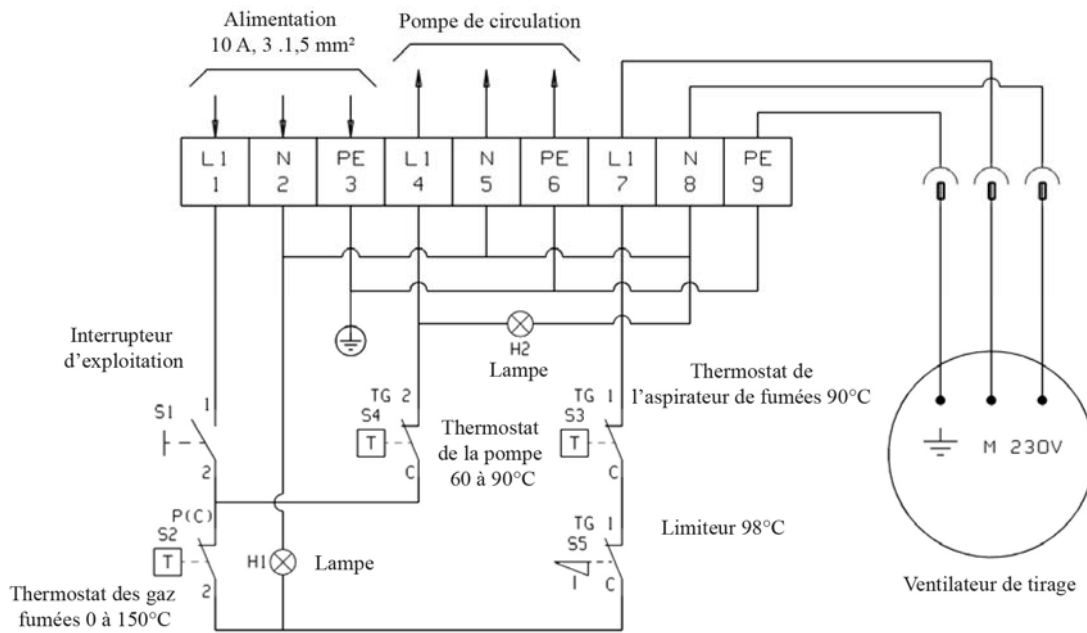 Alimentation
10 A, 3 .1,5 mm²
Pompe de circulation
L1 N PE L1 N PE L1 N PE
1 2 3 4 5 6 7 8 9
H2
Lampe
Interrupteur
d’exploitation
S1
1
2
TG 2
S4
T
C
Thermostat
de la pompe
60 à 90°C
TG 1
S3
T
C
Thermostat de
l’aspirateur de fumées 90°C
M 230V
Ventilateur de tirage
P(C)
S2
T
2
Thermostat des gaz
fumées 0 à 150°C
H1
Lampe
TG 1
S5
I
C
Limiteur 98°C